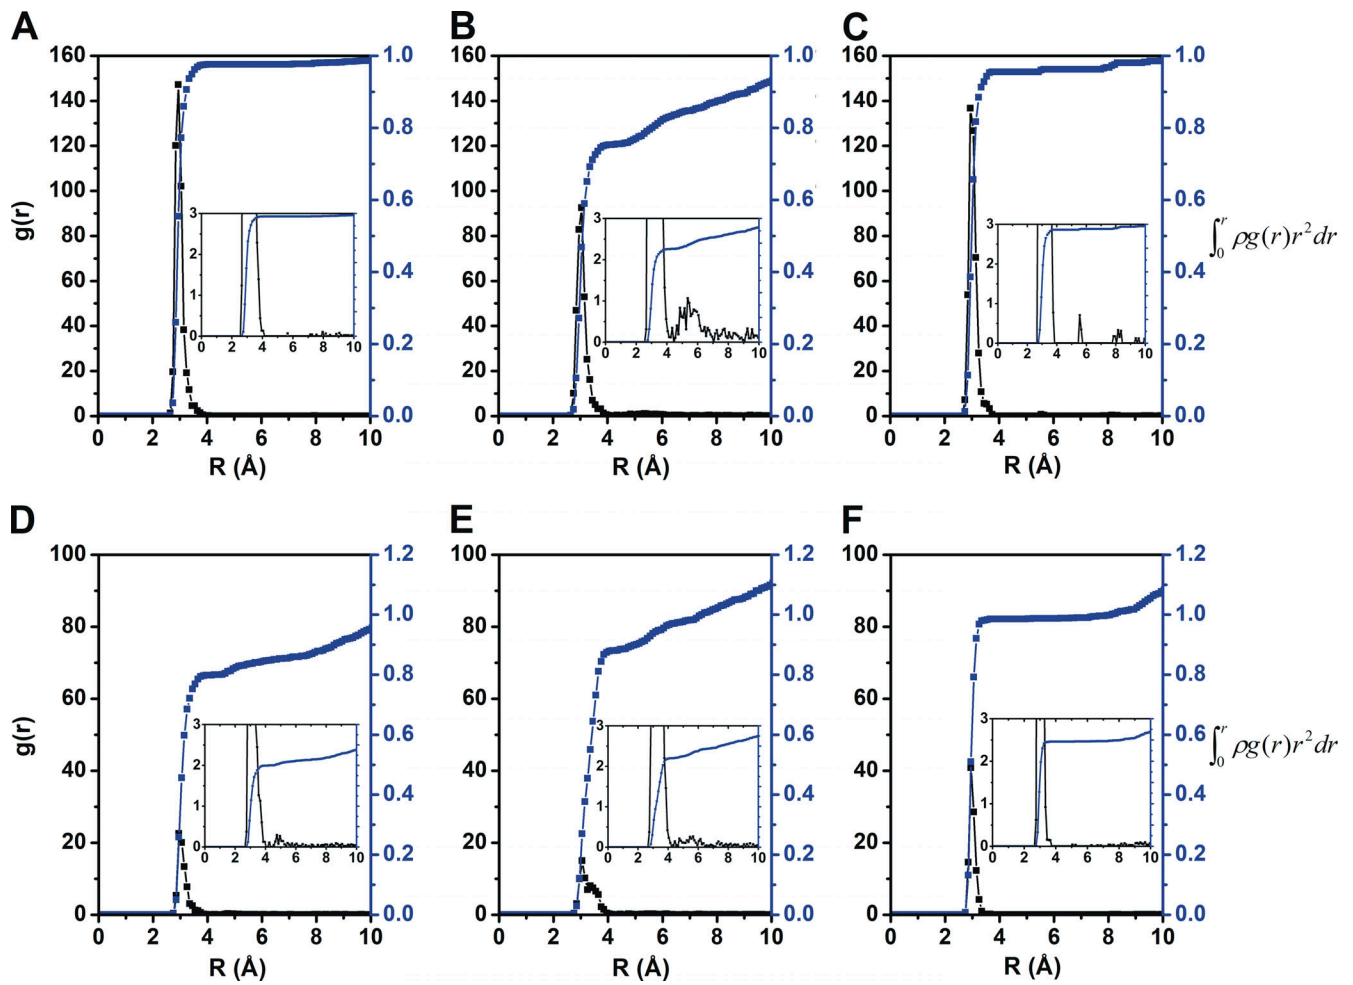 A B C
160 1.0 160 1.0 160 1.0
140 140 140
0.8 0.8 0.8
120 120 120
100 0.6 100 0.6 100 0.6
g(r) 80 80 80
3 2 1 0 0 2 4 6 8 10
3 2 1 0 0 2 4 6 8 10
3 2 1 0 0 2 4 6 8 10
∫₀ʳ ρg(r)r²dr
60 0.4 60 0.4 60 0.4
40 40 40
0.2 0.2 0.2
20 20 20
0 0.0 0 0.0 0 0.0
0 2 4 6 8 10 0 2 4 6 8 10 0 2 4 6 8 10
R (Å) R (Å) R (Å)
D E F
100 1.2 100 1.2 100 1.2
1.0 1.0 1.0
80 80 80
0.8 0.8 0.8
60 60 60
g(r) 0.6 0.6 0.6
3 2 1 0 0 2 4 6 8 10
3 2 1 0 0 2 4 6 8 10
3 2 1 0 0 2 4 6 8 10
∫₀ʳ ρg(r)r²dr
40 40 40
0.4 0.4 0.4
20 20 20
0.2 0.2 0.2
0 0.0 0 0.0 0 0.0
0 2 4 6 8 10 0 2 4 6 8 10 0 2 4 6 8 10
R (Å) R (Å) R (Å)